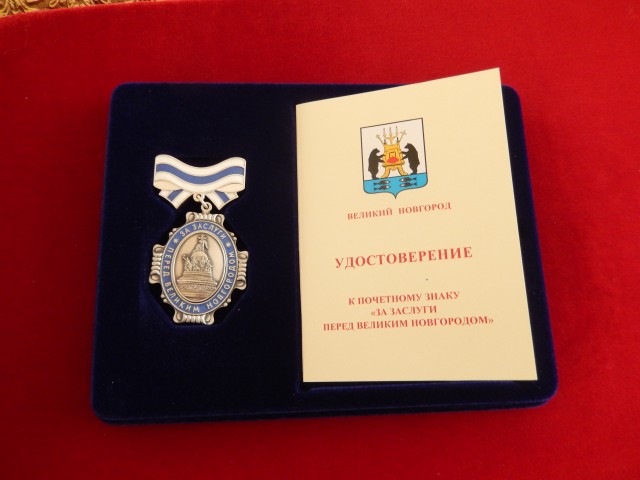 ЗА ЗАСЛУГИ
ПЕРЕД ВЕЛИКИМ НОВГОРОДОМ
ВЕЛИКИЙ НОВГОРОД
УДОСТОВЕРЕНИЕ
К ПОЧЕТНОМУ ЗНАКУ
«ЗА ЗАСЛУГИ
ПЕРЕД ВЕЛИКИМ НОВГОРОДОМ»